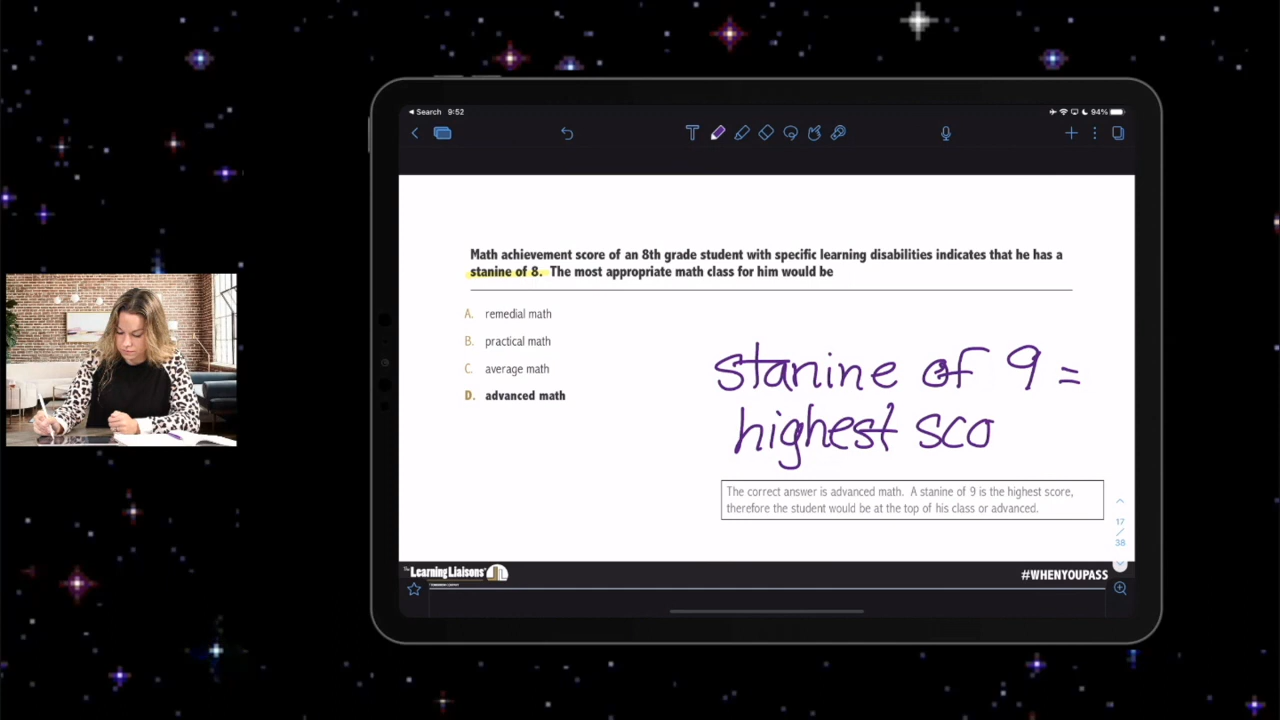 Search 9:52
94%
Math achievement score of an 8th grade student with specific learning disabilities indicates that he has a
stanine of 8. The most appropriate math class for him would be
A. remedial math
B. practical math
C. average math
D. advanced math
stanine of 9 =
highest sco
The correct answer is advanced math. A stanine of 9 is the highest score,
therefore the student would be at the top of his class or advanced.
17
/
38
The Learning Liaisons
#WHENYOUPASS